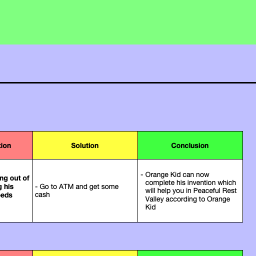 tion
Solution
Conclusion
ng out of
g his
eds
- Go to ATM and get some
cash
- Orange Kid can now
complete his invention which
will help you in Peaceful Rest
Valley according to Orange
Kid